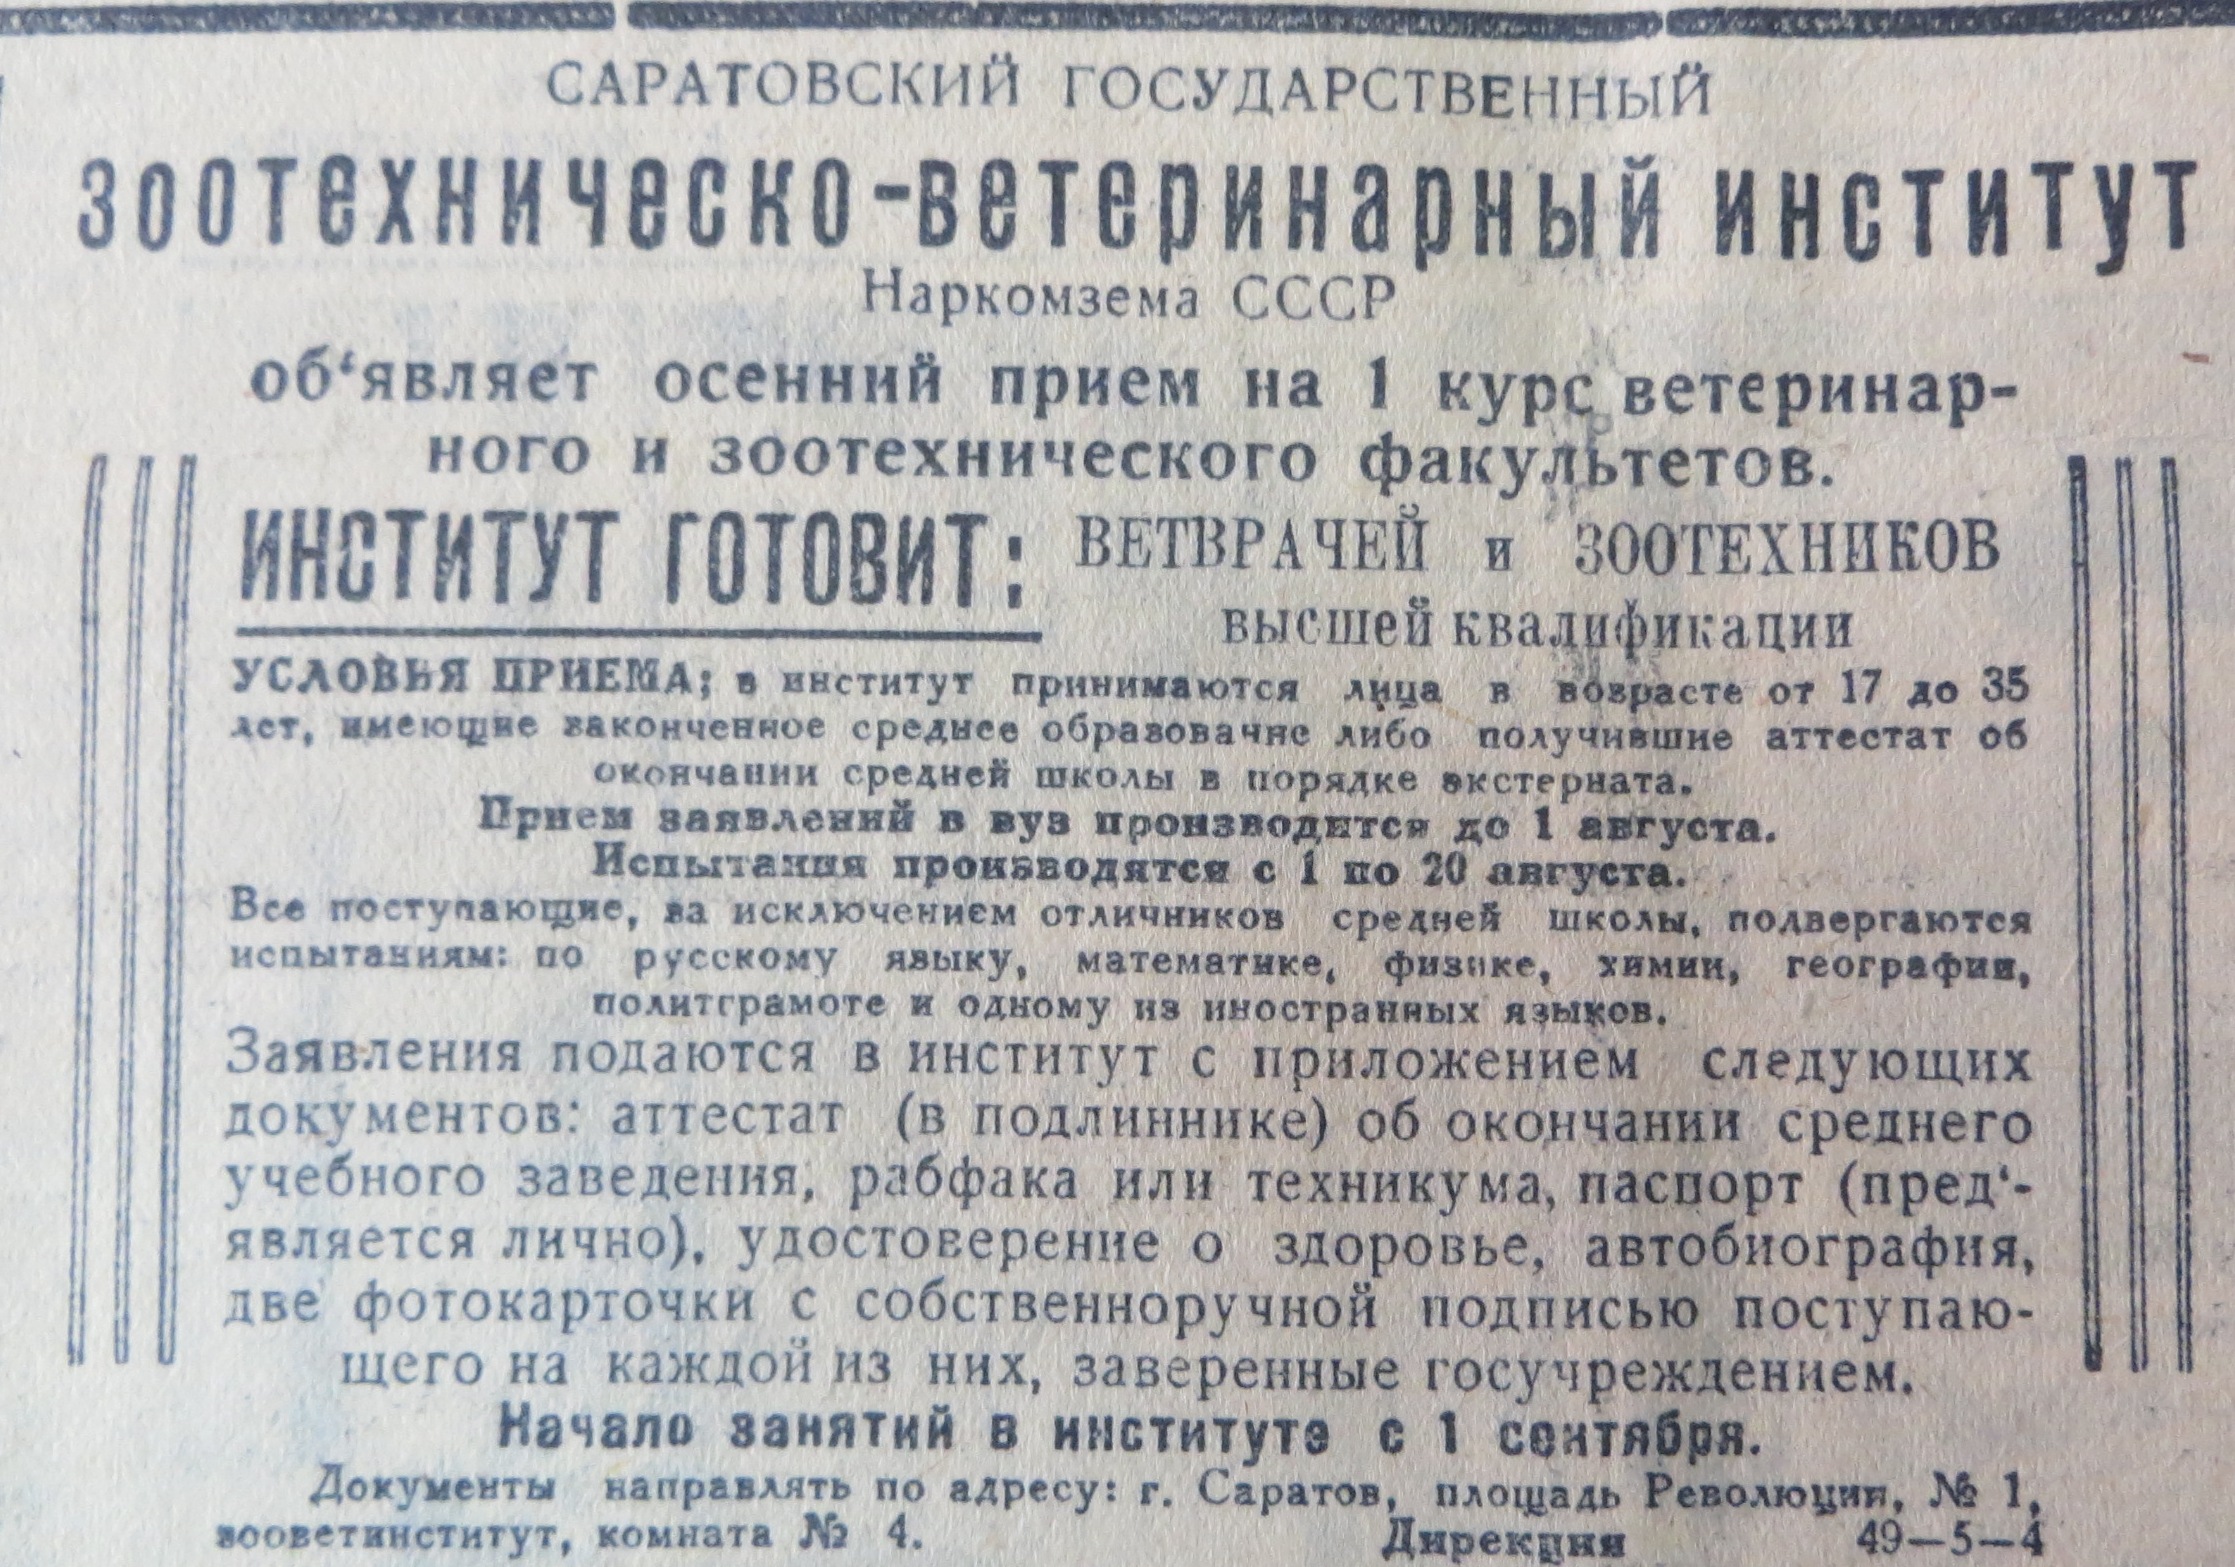 САРАТОВСКИЙ ГОСУДАРСТВЕННЫЙ
зоотехническо-ветеринарный институт
Наркомзема СССР
об‘являет осенний прием на 1 курс ветеринар-
ного и зоотехнического факультетов.
ИНСТИТУТ ГОТОВИТ: ВЕТВРАЧЕЙ и ЗООТЕХНИКОВ
высшей квалификации
УСЛОВЬЯ ПРИЕМА; в институт принимаются лица в возрасте от 17 до 35
лет, имеющие законченное среднее образовачие либо получившие аттестат об
окончании средней школы в порядке экстерната.
Прием заявлений в вуз производится до 1 августа.
Испытания производятся с 1 по 20 августа.
Все поступающие, за исключением отличников средней школы, подвергаются
испытаниям: по русскому языку, математике, физике, химии, географии,
политграмоте и одному из иностранных языков.
Заявления подаются в институт с приложением следующих
документов: аттестат (в подлиннике) об окончании среднего
учебного заведения, рабфака или техникума, паспорт (пред‘-
является лично), удостоверение о здоровье, автобиография,
две фотокарточки с собственноручной подписью поступаю-
щего на каждой из них, заверенные госучреждением.
Начало занятий в институтэ с 1 сентября.
Документы направлять по адресу: г. Саратов, площадь Революции, № 1,
зооветинститут, комната № 4. Дирекция 49—5—4